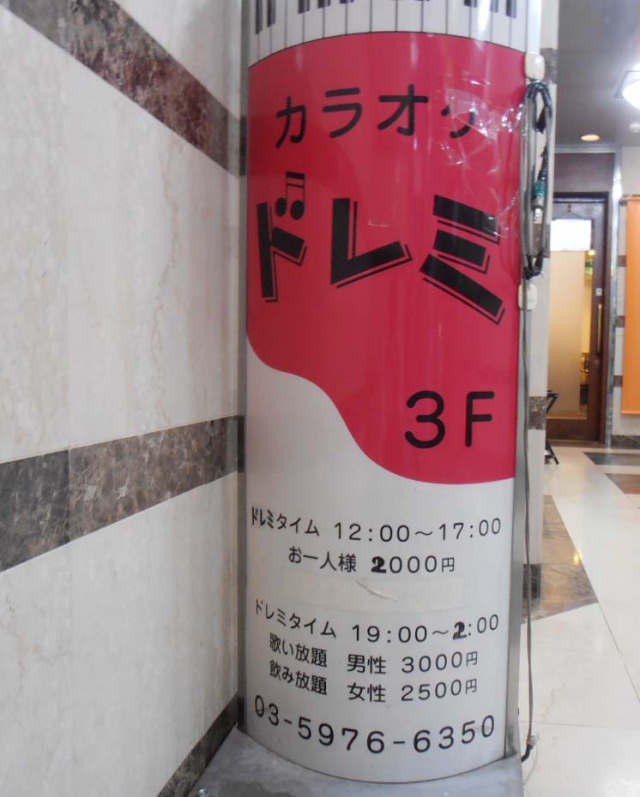 カラオケ
ドレミ
3F
ドレミタイム 12:00～17:00
お一人様 2000円
ドレミタイム 19:00～2:00
歌い放題 男性 3000円
飲み放題 女性 2500円
03-5976-6350